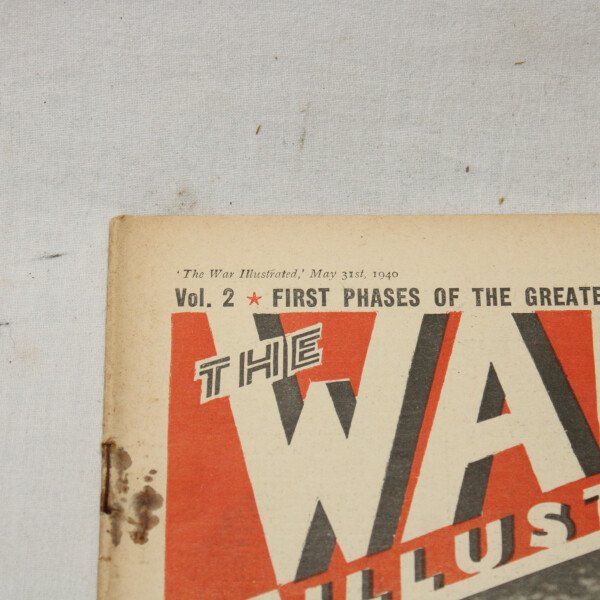 'The War Illustrated,' May 31st, 1940
Vol. 2 ★ FIRST PHASES OF THE GREATE
THE
WA
ILLUST